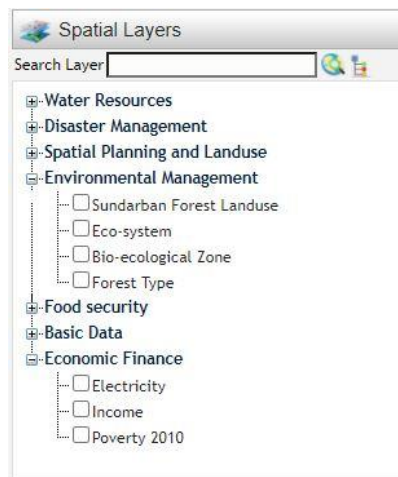 Spatial Layers
Search Layer
Water Resources
Disaster Management
Spatial Planning and Landuse
Environmental Management
Sundarban Forest Landuse
Eco-system
Bio-ecological Zone
Forest Type
Food security
Basic Data
Economic Finance
Electricity
Income
Poverty 2010